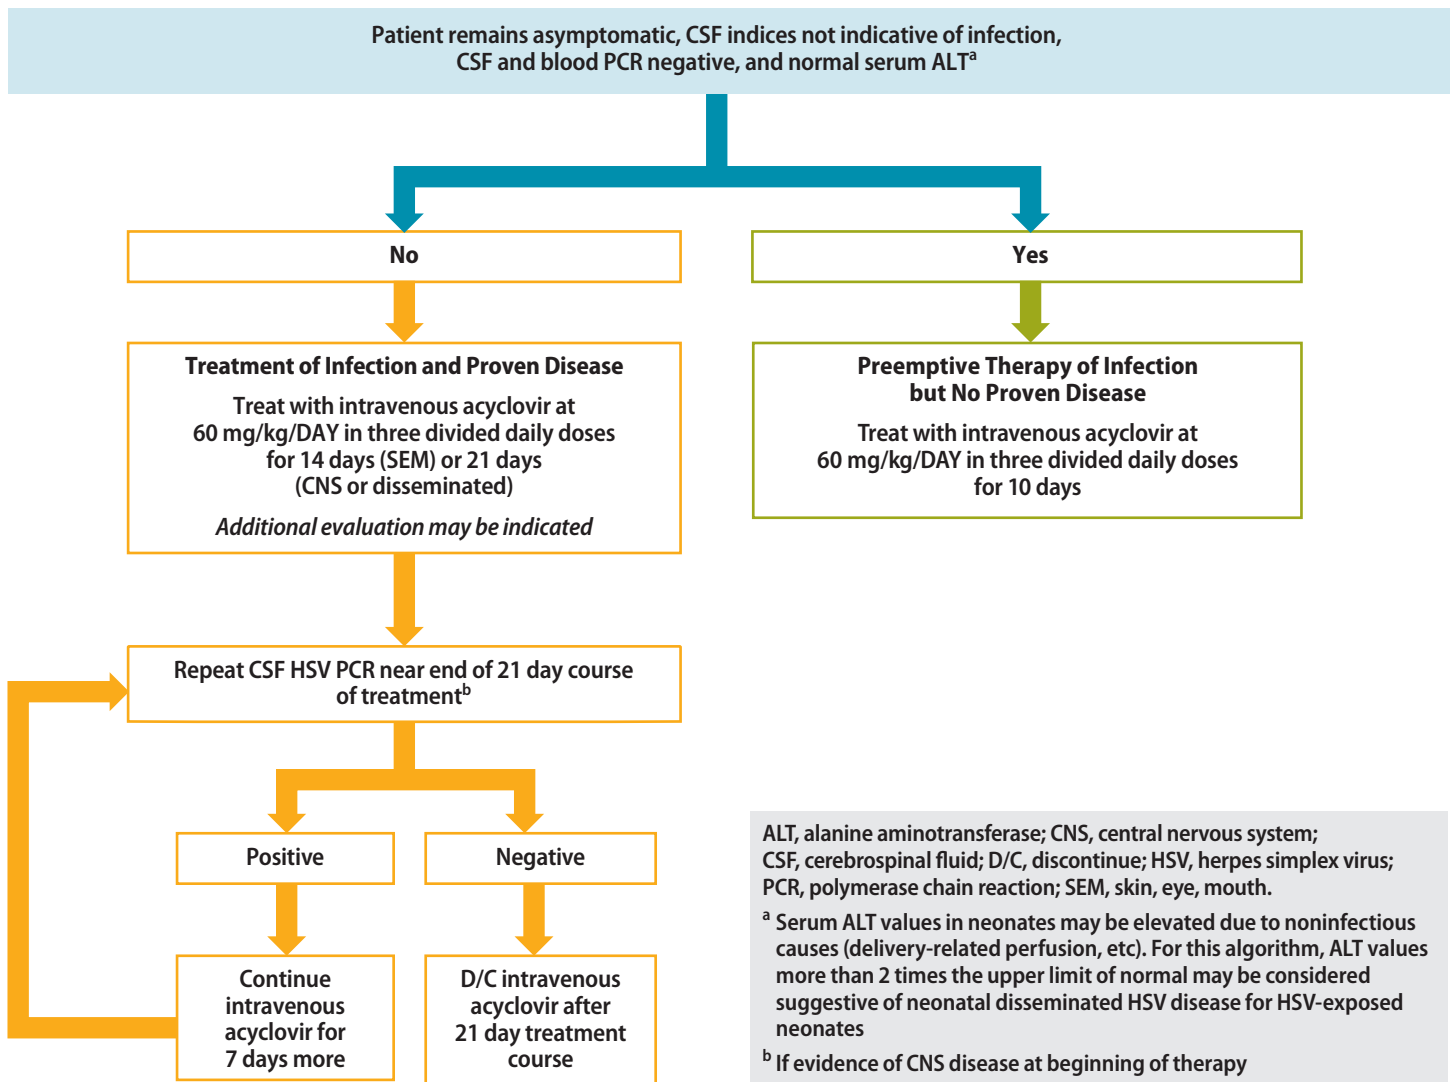 Patient remains asymptomatic, CSF indices not indicative of infection,
CSF and blood PCR negative, and normal serum ALTa
No
Yes
Treatment of Infection and Proven Disease
Treat with intravenous acyclovir at
60 mg/kg/DAY in three divided daily doses
for 14 days (SEM) or 21 days
(CNS or disseminated)
Additional evaluation may be indicated
Preemptive Therapy of Infection
but No Proven Disease
Treat with intravenous acyclovir at
60 mg/kg/DAY in three divided daily doses
for 10 days
Repeat CSF HSV PCR near end of 21 day course
of treatmentb
Positive
Negative
Continue
intravenous
acyclovir for
7 days more
D/C intravenous
acyclovir after
21 day treatment
course
ALT, alanine aminotransferase; CNS, central nervous system;
CSF, cerebrospinal fluid; D/C, discontinue; HSV, herpes simplex virus;
PCR, polymerase chain reaction; SEM, skin, eye, mouth.
a Serum ALT values in neonates may be elevated due to noninfectious
causes (delivery-related perfusion, etc). For this algorithm, ALT values
more than 2 times the upper limit of normal may be considered
suggestive of neonatal disseminated HSV disease for HSV-exposed
neonates
b If evidence of CNS disease at beginning of therapy